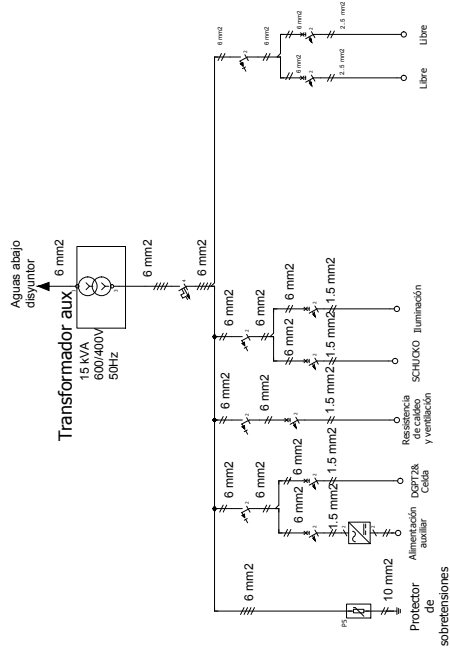 Aguas abajo
disyuntor
6 mm2
Transformador aux
15 kVA
600/400V
50Hz
6 mm2
6 mm2
6 mm2
6 mm2
6 mm2
2..5 mm2
6 mm2
2..5 mm2
Libre
Libre
6 mm2
6 mm2
6 mm2
1.5 mm2
6 mm2
1.5 mm2
SCHUCKO
Iluminación
6 mm2
6 mm2
1.5 mm2
Ressistencia
de caldeo
y ventilación
6 mm2
6 mm2
6 mm2
1.5 mm2
6 mm2
1.5 mm2
Alimentación
auxiliar
DGPT2&
Celda
6 mm2
PS
10 mm2
Protector
de
sobretensiones